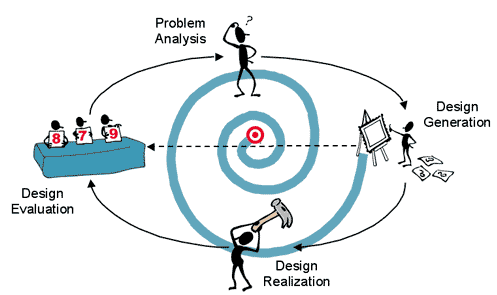 Problem
Analysis
?
Design
Generation
8 7 9
Design
Evaluation
Design
Realization